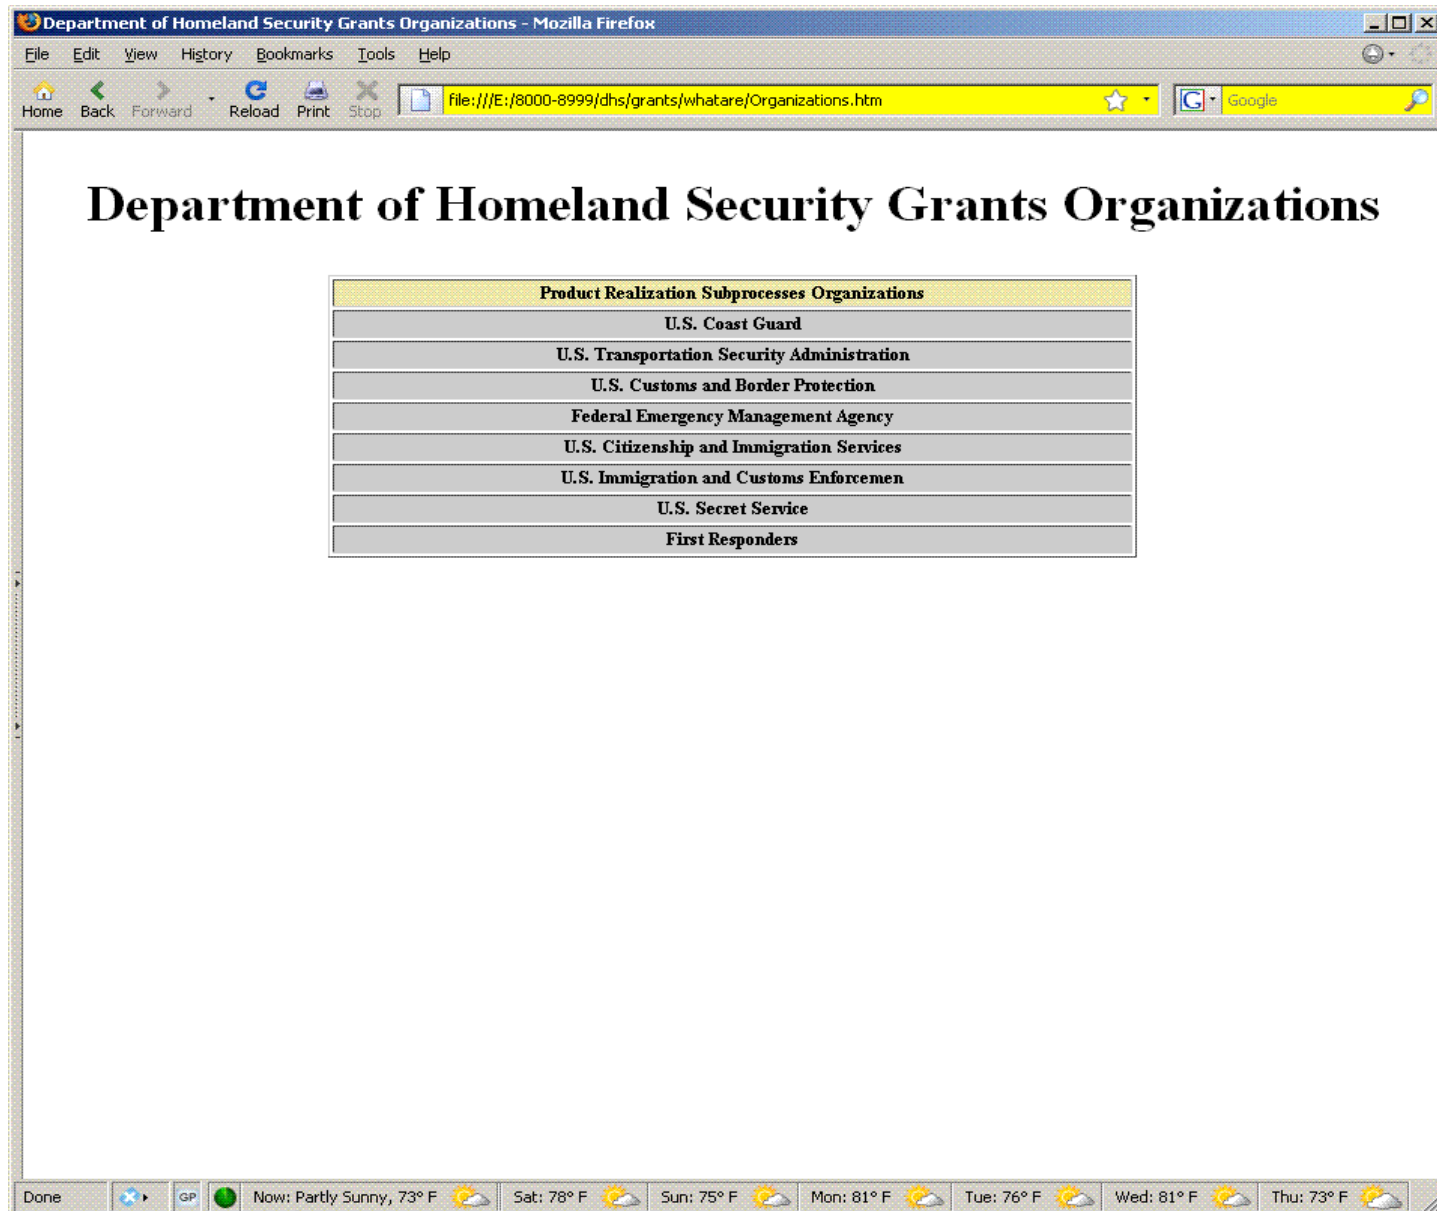 Department of Homeland Security Grants Organizations - Mozilla Firefox
File Edit View History Bookmarks Tools Help
Home Back Forward Reload Print Stop file:///E:/8000-8999/dhs/grants/whatare/Organizations.htm G Google
Department of Homeland Security Grants Organizations
Product Realization Subprocesses Organizations
U.S. Coast Guard
U.S. Transportation Security Administration
U.S. Customs and Border Protection
Federal Emergency Management Agency
U.S. Citizenship and Immigration Services
U.S. Immigration and Customs Enforcemen
U.S. Secret Service
First Responders
Done GP Now: Partly Sunny, 73° F Sat: 78° F Sun: 75° F Mon: 81° F Tue: 76° F Wed: 81° F Thu: 73° F